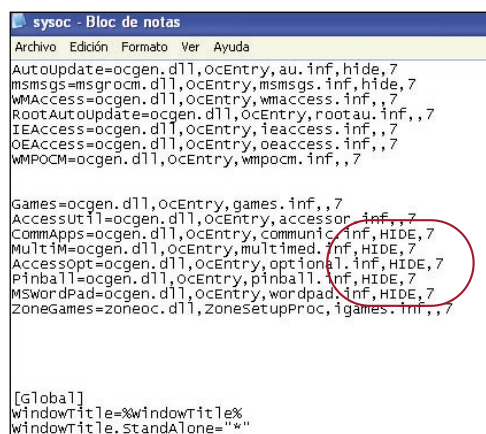 sysoc - Bloc de notas
Archivo Edición Formato Ver Ayuda
AutoUpdate=ocgen.dll,OcEntry,au.inf,hide,7
msmsgs=msgrocm.dll,OcEntry,msmsgs.inf,hide,7
WMAccess=ocgen.dll,OcEntry,wmaccess.inf,,7
RootAutoUpdate=ocgen.dll,OcEntry,rootau.inf,,7
IEAccess=ocgen.dll,OcEntry,ieaccess.inf,,7
OEAccess=ocgen.dll,OcEntry,oeaccess.inf,,7
WMPOCM=ocgen.dll,OcEntry,wmpocm.inf,,7
Games=ocgen.dll,OcEntry,games.inf,,7
AccessUtil=ocgen.dll,OcEntry,accessor.inf,,7
CommApps=ocgen.dll,OcEntry,communic.inf,HIDE,7
MultiM=ocgen.dll,OcEntry,multimed.inf,HIDE,7
AccessOpt=ocgen.dll,OcEntry,optional.inf,HIDE,7
Pinball=ocgen.dll,OcEntry,pinball.inf,HIDE,7
MSWordPad=ocgen.dll,OcEntry,wordpad.inf,HIDE,7
ZoneGames=zoneoc.dll,ZoneSetupProc,igames.inf,,7
[Global]
WindowTitle=%WindowTitle%
WindowTitle.StandAlone="*"